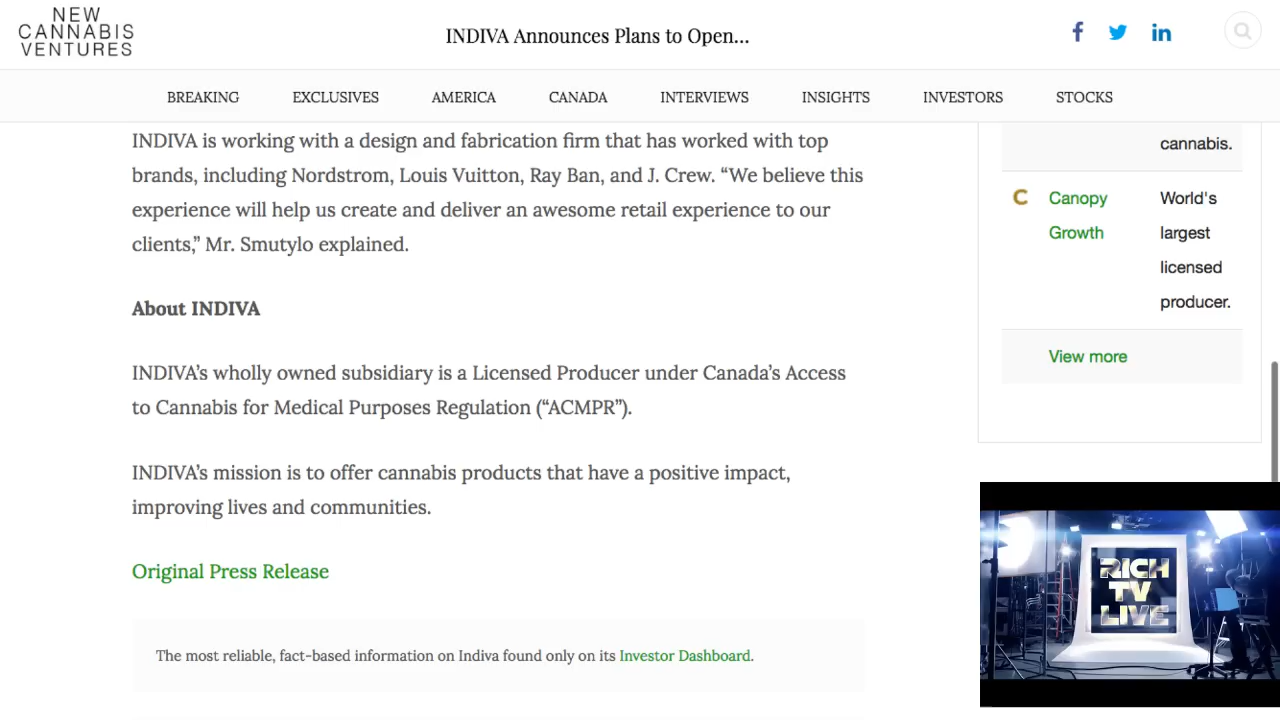 NEW
CANNABIS
VENTURES
INDIVA Announces Plans to Open...
BREAKING
EXCLUSIVES
AMERICA
CANADA
INTERVIEWS
INSIGHTS
INVESTORS
STOCKS
INDIVA is working with a design and fabrication firm that has worked with top
brands, including Nordstrom, Louis Vuitton, Ray Ban, and J. Crew. “We believe this
experience will help us create and deliver an awesome retail experience to our
clients,” Mr. Smutylo explained.
About INDIVA
INDIVA’s wholly owned subsidiary is a Licensed Producer under Canada’s Access
to Cannabis for Medical Purposes Regulation (“ACMPR”).
INDIVA’s mission is to offer cannabis products that have a positive impact,
improving lives and communities.
Original Press Release
The most reliable, fact-based information on Indiva found only on its Investor Dashboard.
cannabis.
Canopy
Growth
World's
largest
licensed
producer.
View more
RICH
TV
LIVE